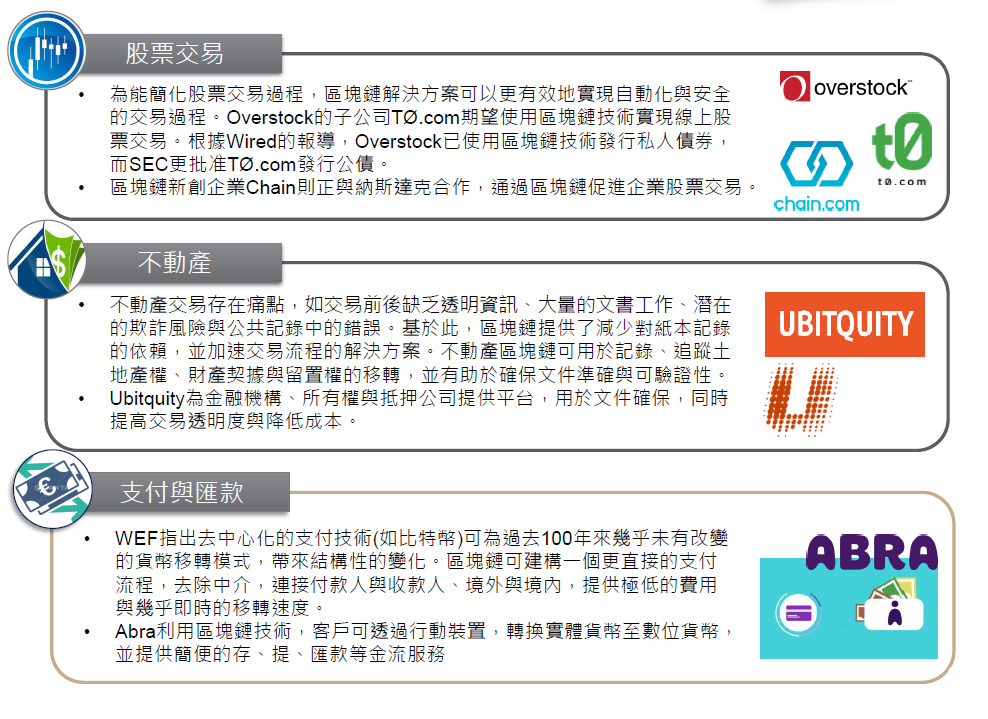 股票交易
• 為能簡化股票交易過程，區塊鏈解決方案可以更有效地實現自動化與安全
的交易過程。Overstock的子公司TØ.com期望使用區塊鏈技術實現線上股
票交易。根據Wired的報導，Overstock已使用區塊鏈技術發行私人債券，
而SEC更批准TØ.com發行公債。
• 區塊鏈新創企業Chain則正與納斯達克合作，通過區塊鏈促進企業股票交易。
overstock™
tØ
tØ.com
chain.com
不動產
• 不動產交易存在痛點，如交易前後缺乏透明資訊、大量的文書工作、潛在
的欺詐風險與公共記錄中的錯誤。基於此，區塊鏈提供了減少對紙本記錄
的依賴，並加速交易流程的解決方案。不動產區塊鏈可用於記錄、追蹤土
地產權、財產契據與留置權的移轉，並有助於確保文件準確與可驗證性。
• Ubitquity為金融機構、所有權與抵押公司提供平台，用於文件確保，同時
提高交易透明度與降低成本。
UBITQUITY
支付與匯款
• WEF指出去中心化的支付技術(如比特幣)可為過去100年來幾乎未有改變
的貨幣移轉模式，帶來結構性的變化。區塊鏈可建構一個更直接的支付
流程，去除中介，連接付款人與收款人、境外與境內，提供極低的費用
與幾乎即時的移轉速度。
• Abra利用區塊鏈技術，客戶可透過行動裝置，轉換實體貨幣至數位貨幣，
並提供簡便的存、提、匯款等金流服務
ABRA